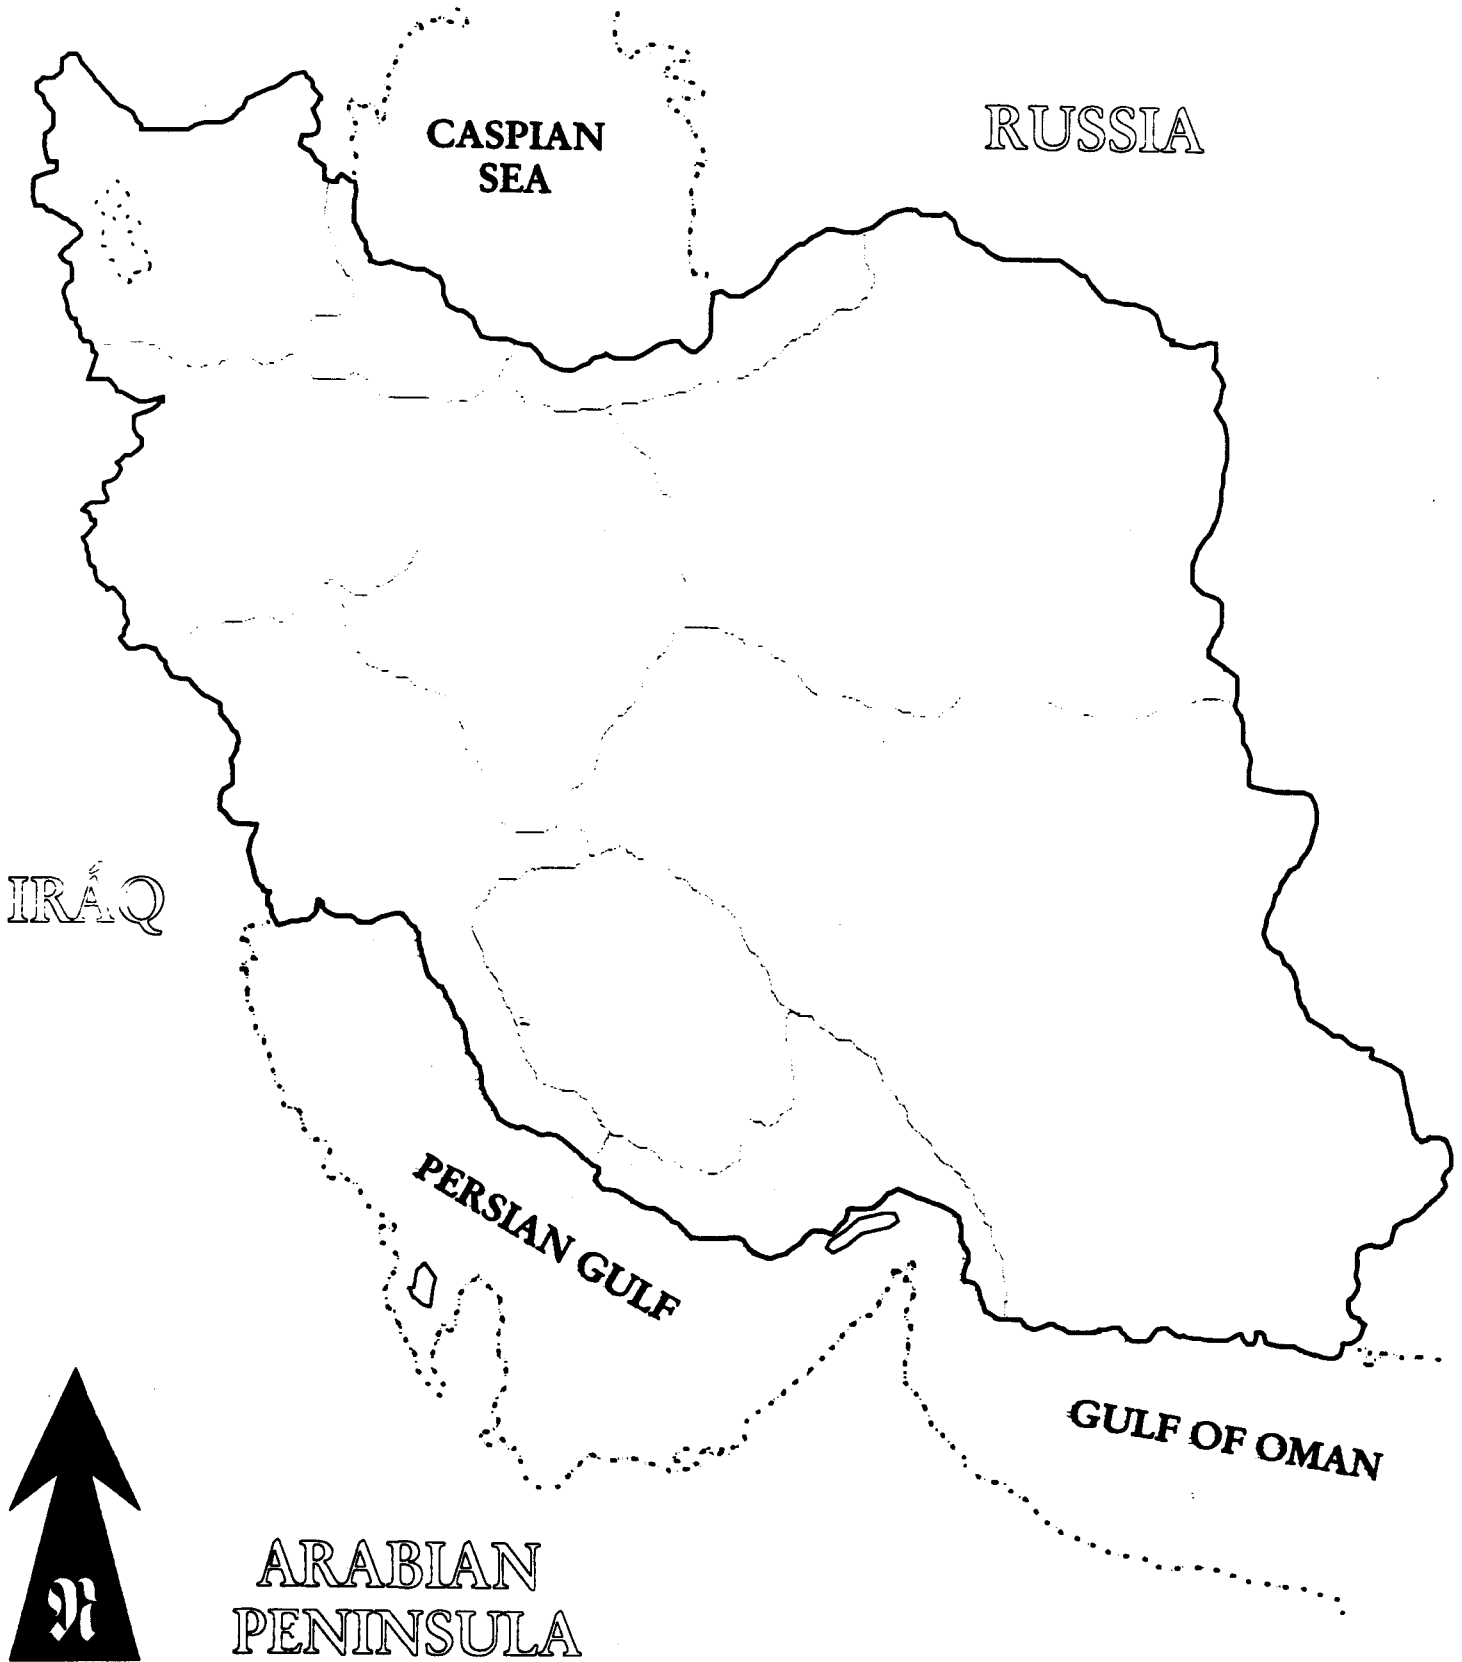 CASPIAN
SEA
RUSSIA
IRÁQ
PERSIAN GULF
GULF OF OMAN
ARABIAN
PENINSULA
N